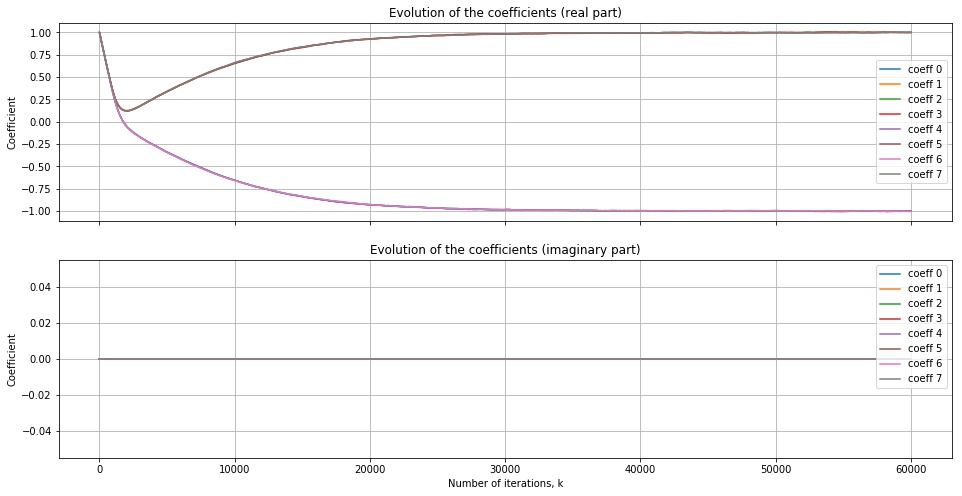 Evolution of the coefficients (real part)
1.00
0.75
0.50
0.25
0.00
−0.25
−0.50
−0.75
−1.00
Coefficient
coeff 0
coeff 1
coeff 2
coeff 3
coeff 4
coeff 5
coeff 6
coeff 7
Evolution of the coefficients (imaginary part)
0.04
0.02
0.00
−0.02
−0.04
Coefficient
coeff 0
coeff 1
coeff 2
coeff 3
coeff 4
coeff 5
coeff 6
coeff 7
0 10000 20000 30000 40000 50000 60000
Number of iterations, k